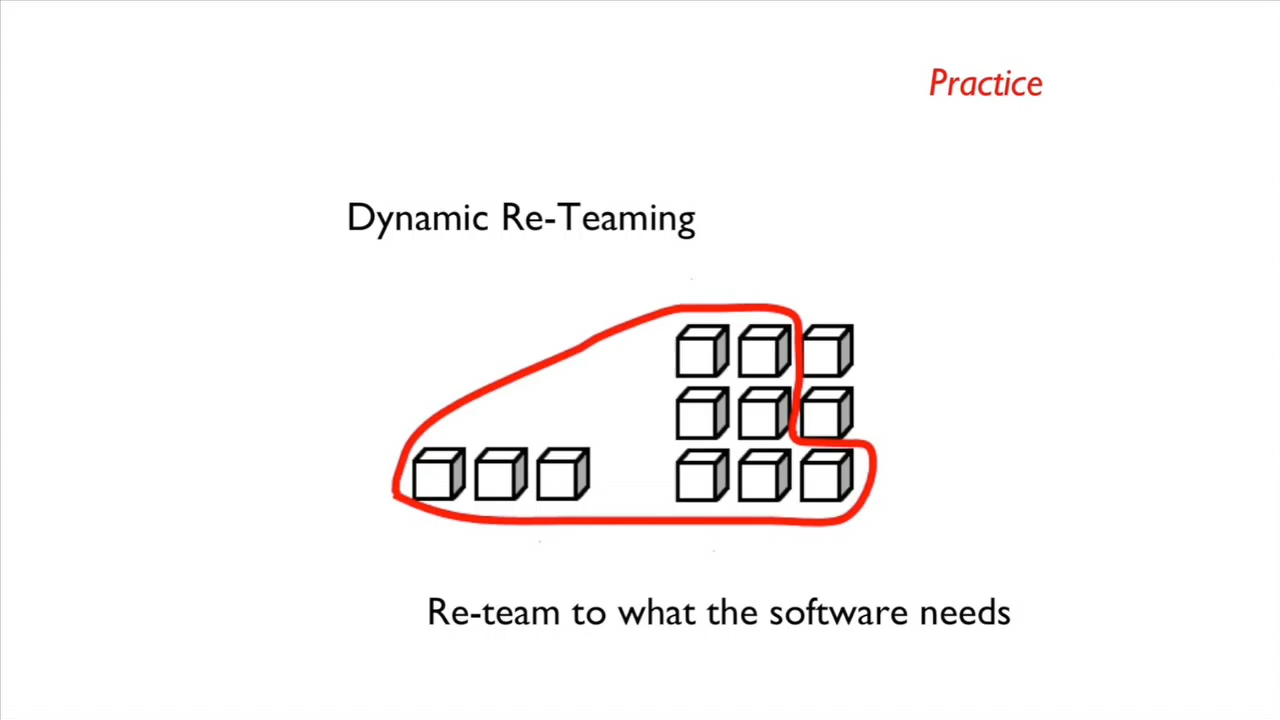 Practice
Dynamic Re-Teaming
Re-team to what the software needs